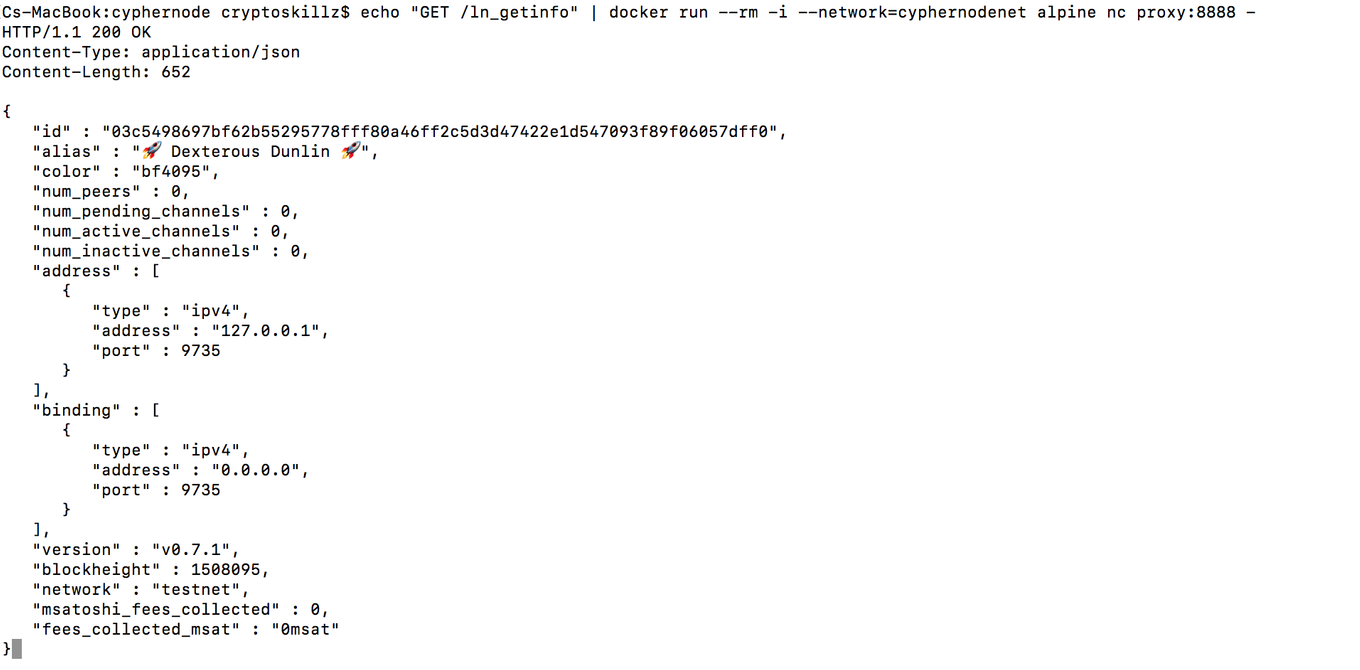 Cs-MacBook:cyphernode cryptoskillz$ echo "GET /ln_getinfo" | docker run --rm -i --network=cyphernodenet alpine nc proxy:8888 -
HTTP/1.1 200 OK
Content-Type: application/json
Content-Length: 652

{
   "id" : "03c5498697bf62b55295778fff80a46ff2c5d3d47422e1d547093f89f06057dff0",
   "alias" : "🚀 Dexterous Dunlin 🚀",
   "color" : "bf4095",
   "num_peers" : 0,
   "num_pending_channels" : 0,
   "num_active_channels" : 0,
   "num_inactive_channels" : 0,
   "address" : [
      {
         "type" : "ipv4",
         "address" : "127.0.0.1",
         "port" : 9735
      }
   ],
   "binding" : [
      {
         "type" : "ipv4",
         "address" : "0.0.0.0",
         "port" : 9735
      }
   ],
   "version" : "v0.7.1",
   "blockheight" : 1508095,
   "network" : "testnet",
   "msatoshi_fees_collected" : 0,
   "fees_collected_msat" : "0msat"
}